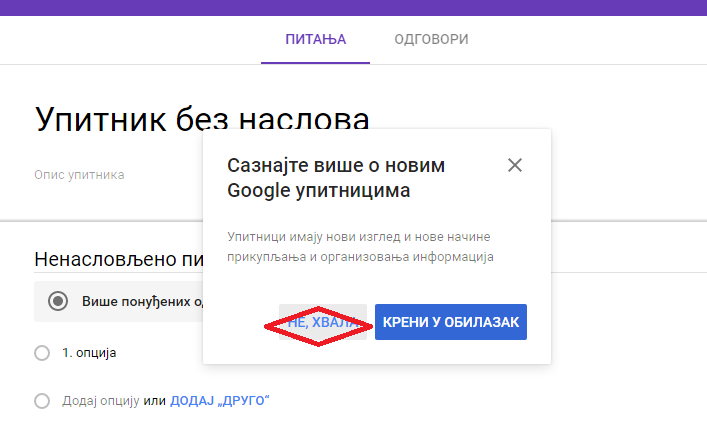 ПИТАЊА ОДГОВОРИ
Упитник без наслова
Опис упитника
Сазнајте више о новим
Google упитницима
Упитници имају нови изглед и нове начине
прикупљања и организовања информација
НЕ, ХВАЛА КРЕНИ У ОБИЛАЗАК
Ненасловљено пи
Више понуђених о
1. опција
Додај опцију или ДОДАЈ „ДРУГО“